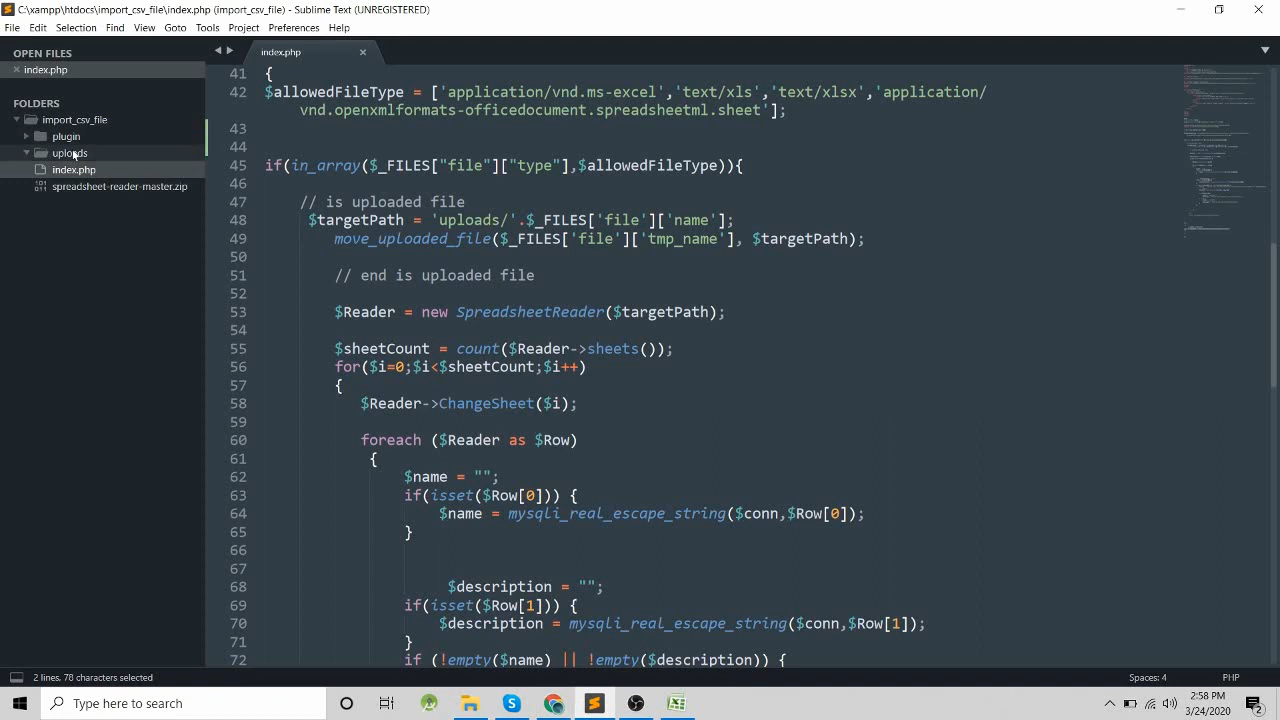 C:\xampp\htdocs\import_csv_file\index.php (import_csv_file) - Sublime Text (UNREGISTERED)
File Edit Selection Find View Goto Tools Project Preferences Help
OPEN FILES
index.php
FOLDERS
import_csv_file
plugin
uploads
index.php
spreadsheet-reader-master.zip
index.php
41 {
42 $allowedFileType = ['application/vnd.ms-excel','text/xls','text/xlsx','application/
vnd.openxmlformats-officedocument.spreadsheetml.sheet'];
43
44
45 if(in_array($_FILES["file"]["type"],$allowedFileType)){
46
47 // is uploaded file
48 $targetPath = 'uploads/'.$_FILES['file']['name'];
49 move_uploaded_file($_FILES['file']['tmp_name'], $targetPath);
50
51 // end is uploaded file
52
53 $Reader = new SpreadsheetReader($targetPath);
54
55 $sheetCount = count($Reader->sheets());
56 for($i=0;$i<$sheetCount;$i++)
57 {
58 $Reader->ChangeSheet($i);
59
60 foreach ($Reader as $Row)
61 {
62 $name = "";
63 if(isset($Row[0])) {
64 $name = mysqli_real_escape_string($conn,$Row[0]);
65 }
66
67
68 $description = "";
69 if(isset($Row[1])) {
70 $description = mysqli_real_escape_string($conn,$Row[1]);
71 }
72 if (!empty($name) || !empty($description)) {
2 lines, 78 characters selected
Spaces: 4
PHP
Type here to search
2:58 PM
3/24/2020
2